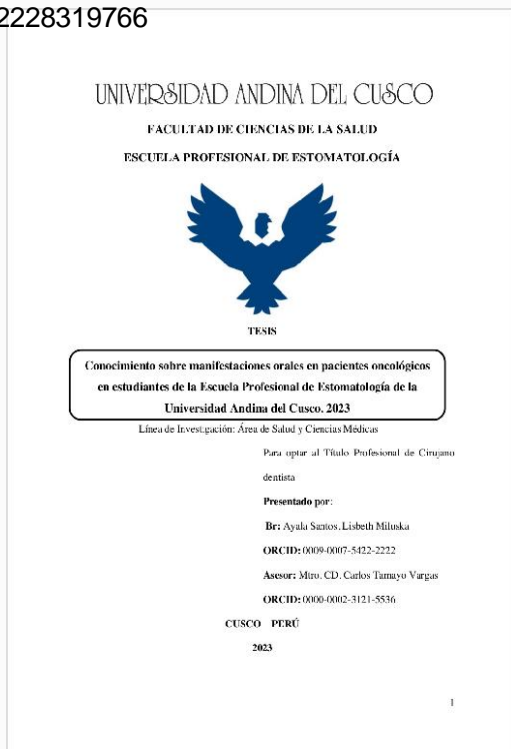 2228319766
UNIVERSIDAD ANDINA DEL CUSCO
FACULTAD DE CIENCIAS DE LA SALUD
ESCUELA PROFESIONAL DE ESTOMATOLOGÍA
TESIS
Conocimiento sobre manifestaciones orales en pacientes oncológicos
en estudiantes de la Escuela Profesional de Estomatología de la
Universidad Andina del Cusco. 2023
Línea de Investigación: Área de Salud y Ciencias Médicas
Para optar al Título Profesional de Cirujano
dentista
Presentado por:
Br: Ayala Santos, Lisbeth Miluska
ORCID: 0009-0007-5422-2222
Asesor: Mtro. CD. Carlos Tamayo Vargas
ORCID: 0000-0002-3121-5536
CUSCO PERÚ
2023
1